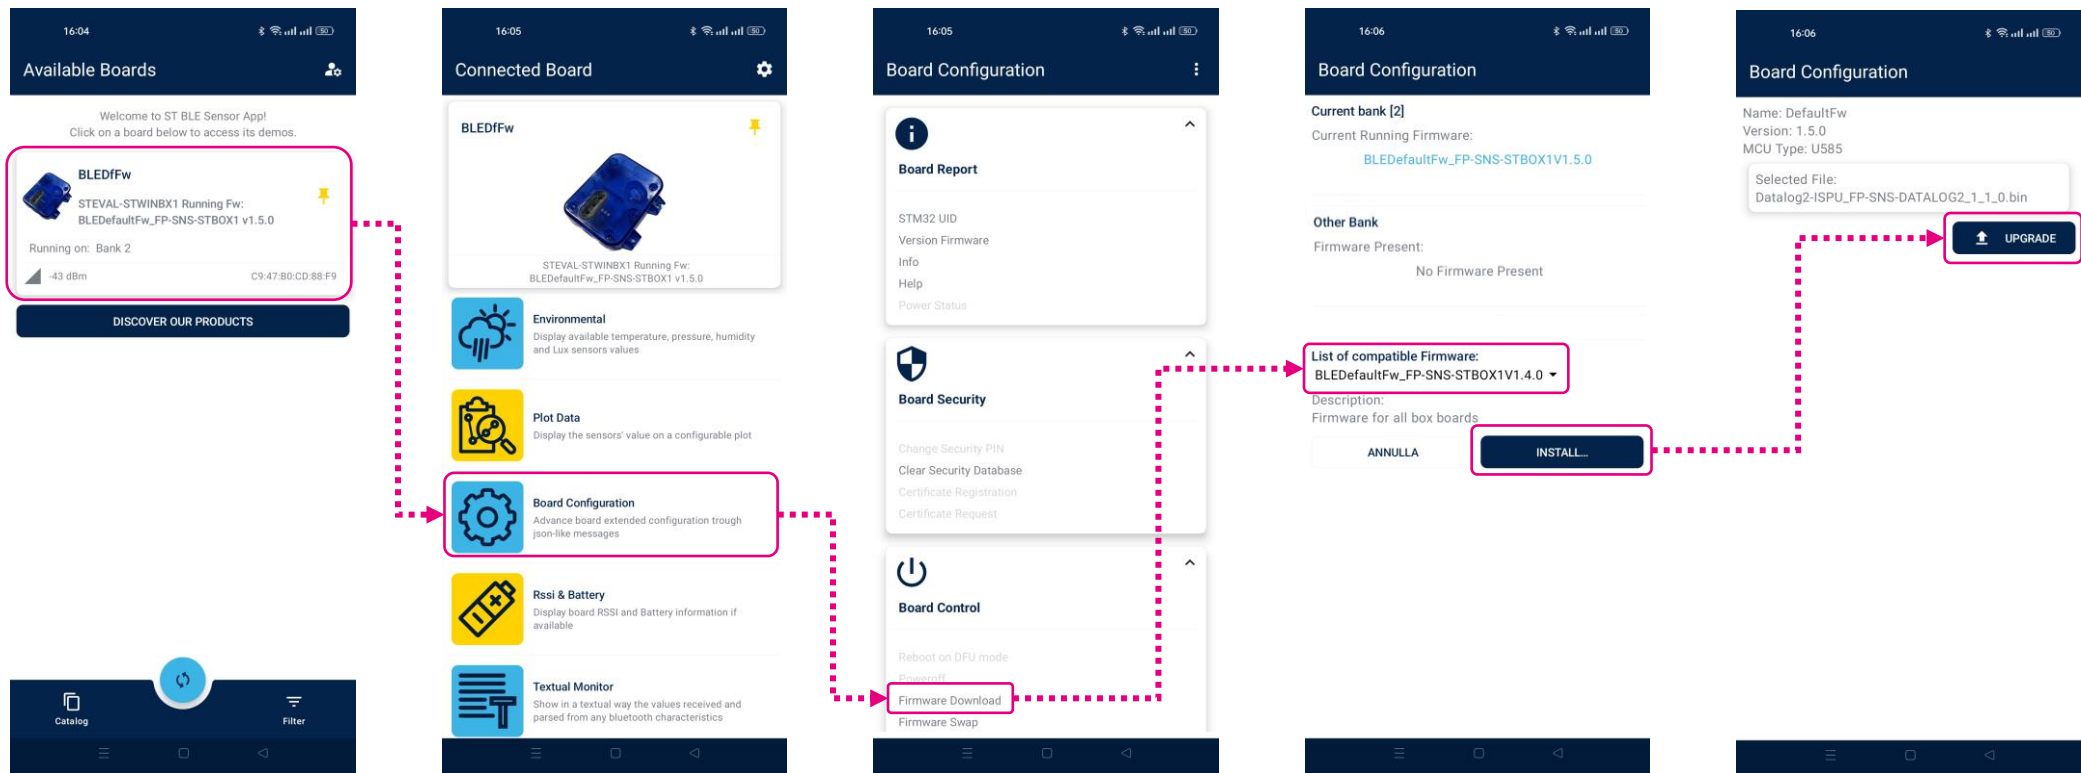 16:04
50
Available Boards
Welcome to ST BLE Sensor App!
Click on a board below to access its demos.
BLEDfFw
STEVAL-STWINBX1 Running Fw:
BLEDefaultFw_FP-SNS-STBOX1 v1.5.0
Running on: Bank 2
-43 dBm
C9:47:B0:CD:88:F9
DISCOVER OUR PRODUCTS
Catalog
Filter
16:05
50
Connected Board
BLEDfFw
STEVAL-STWINBX1 Running Fw:
BLEDefaultFw_FP-SNS-STBOX1 v1.5.0
Environmental
Display available temperature, pressure, humidity
and Lux sensors values
Plot Data
Display the sensors' value on a configurable plot
Board Configuration
Advance board extended configuration trough
json-like messages
Rssi & Battery
Display board RSSI and Battery information if
available
Textual Monitor
Show in a textual way the values received and
parsed from any bluetooth characteristics
16:05
50
Board Configuration
Board Report
STM32 UID
Version Firmware
Info
Help
Power Status
Board Security
Change Security PIN
Clear Security Database
Certificate Registration
Certificate Request
Board Control
Reboot on DFU mode
Poweroff
Firmware Download
Firmware Swap
16:06
50
Board Configuration
Current bank [2]
Current Running Firmware:
BLEDefaultFw_FP-SNS-STBOX1V1.5.0
Other Bank
Firmware Present:
No Firmware Present
List of compatible Firmware:
BLEDefaultFw_FP-SNS-STBOX1V1.4.0
Description:
Firmware for all box boards
ANNULLA
INSTALL...
16:06
50
Board Configuration
Name: DefaultFw
Version: 1.5.0
MCU Type: U585
Selected File:
Datalog2-ISPU_FP-SNS-DATALOG2_1_1_0.bin
UPGRADE